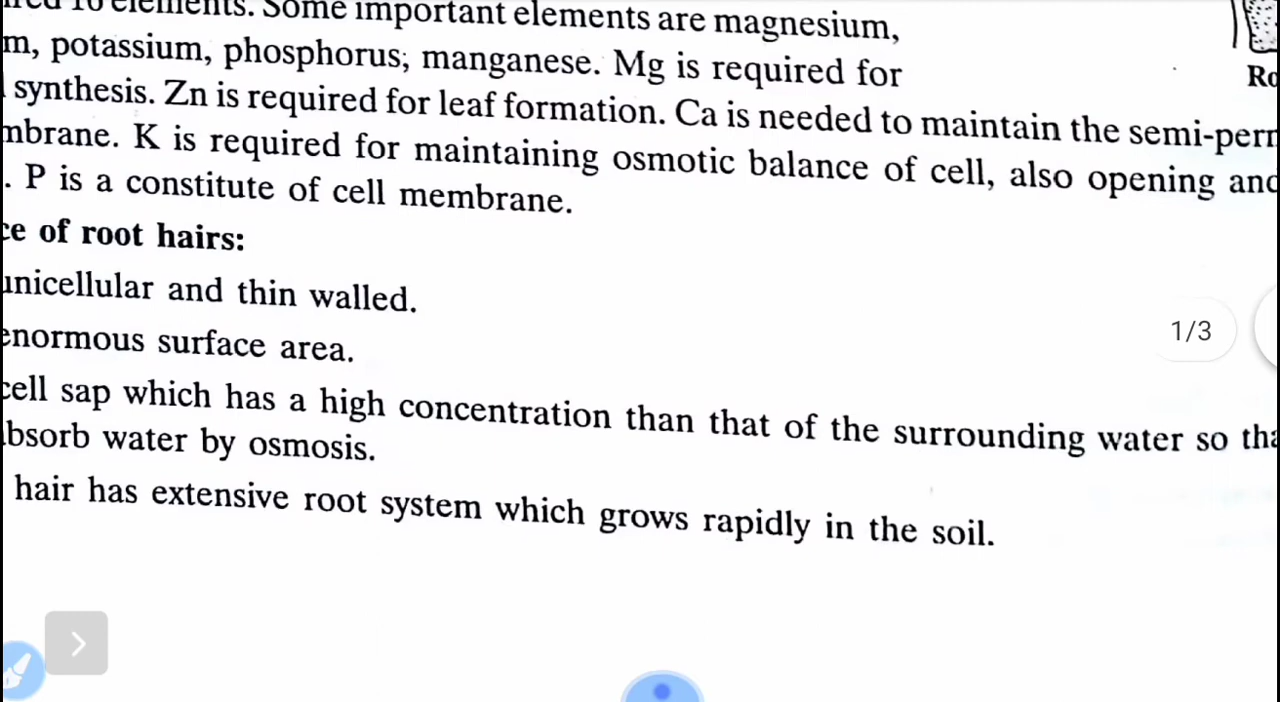 16 elements. Some important elements are magnesium,
m, potassium, phosphorus; manganese. Mg is required for
synthesis. Zn is required for leaf formation. Ca is needed to maintain the semi-perm
mbrane. K is required for maintaining osmotic balance of cell, also opening and
. P is a constitute of cell membrane.
ce of root hairs:
unicellular and thin walled.
enormous surface area.
cell sap which has a high concentration than that of the surrounding water so tha
absorb water by osmosis.
hair has extensive root system which grows rapidly in the soil.
Ro
1/3